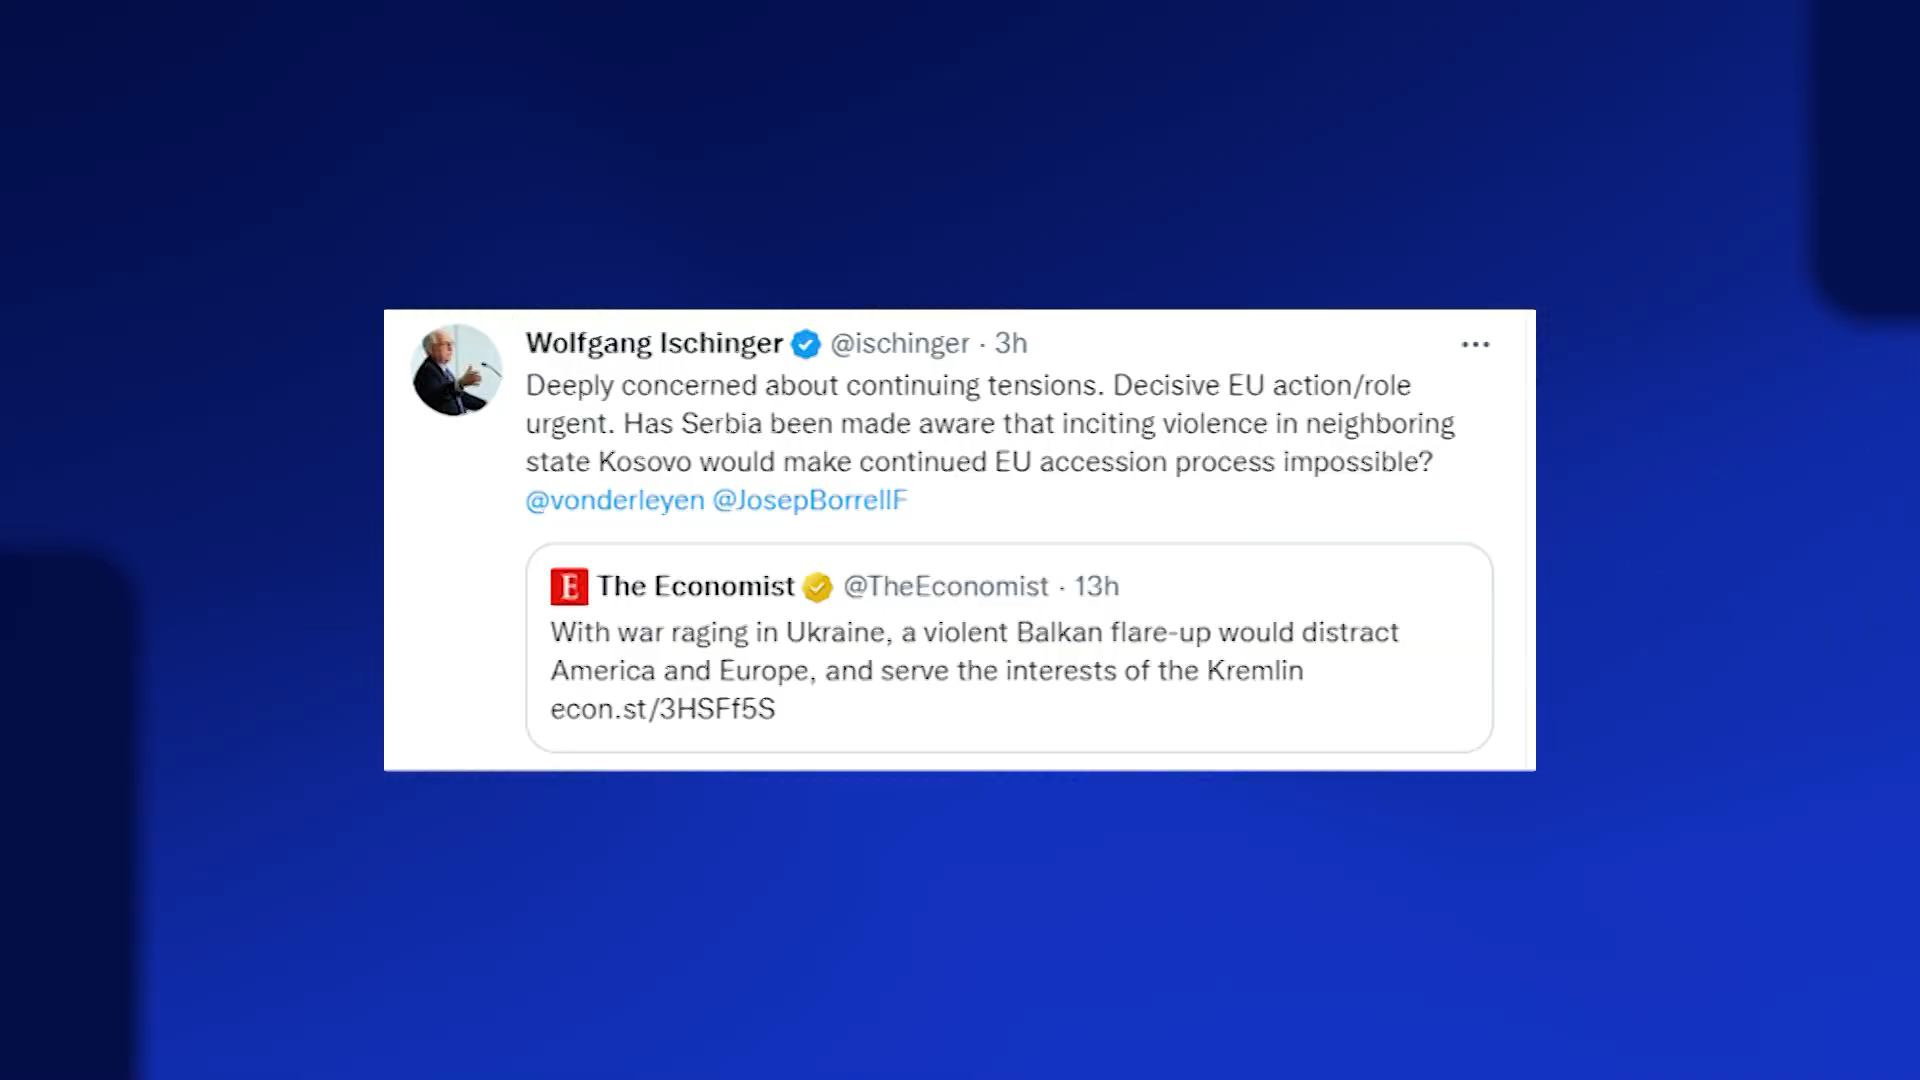 Wolfgang Ischinger @ischinger · 3h
Deeply concerned about continuing tensions. Decisive EU action/role
urgent. Has Serbia been made aware that inciting violence in neighboring
state Kosovo would make continued EU accession process impossible?
@vonderleyen @JosepBorrellF
E The Economist @TheEconomist · 13h
With war raging in Ukraine, a violent Balkan flare-up would distract
America and Europe, and serve the interests of the Kremlin
econ.st/3HSFf5S